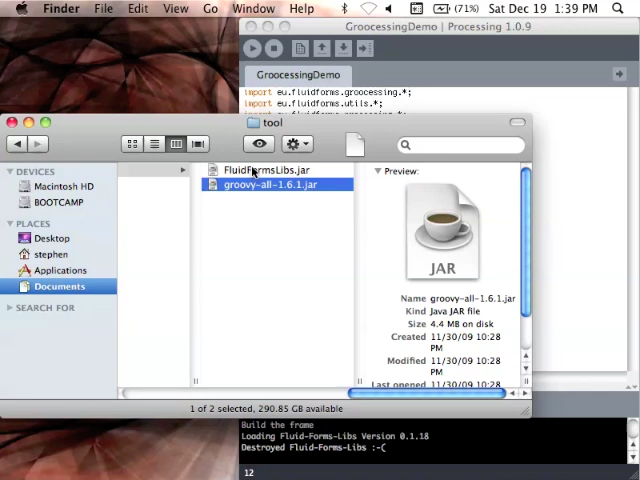 Finder File Edit View Go Window Help (71%) Sat Dec 19 1:39 PM
GroocessingDemo | Processing 1.0.9
GroocessingDemo
import eu.fluidforms.groocessing.*;
import eu.fluidforms.utils.*;
tool
DEVICES
Macintosh HD
BOOTCAMP
PLACES
Desktop
stephen
Applications
Documents
SEARCH FOR
FluidFormsLibs.jar
groovy-all-1.6.1.jar
Preview:
JAR
Name groovy-all-1.6.1.jar
Kind Java JAR file
Size 4.4 MB on disk
Created 11/30/09 10:28 PM
Modified 11/30/09 10:28 PM
Last opened
1 of 2 selected, 290.85 GB available
Build the frame
Loading Fluid-Forms-Libs Version 0.1.18
Destroyed Fluid-Forms-Libs :-(
12